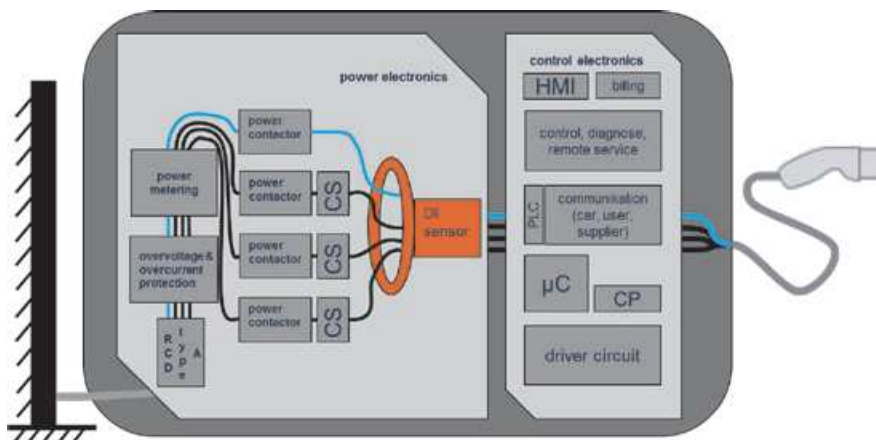 power electronics
power
contactor
power
metering
power
contactor
CS
power
contactor
CS
power
contactor
CS
overvoltage &
overcurrent
protection
RCD
type
A
DI
sensor
control electronics
HMI
billing
control, diagnose,
remote service
PLC
communikation
(car, user,
supplier)
µC
CP
driver circuit